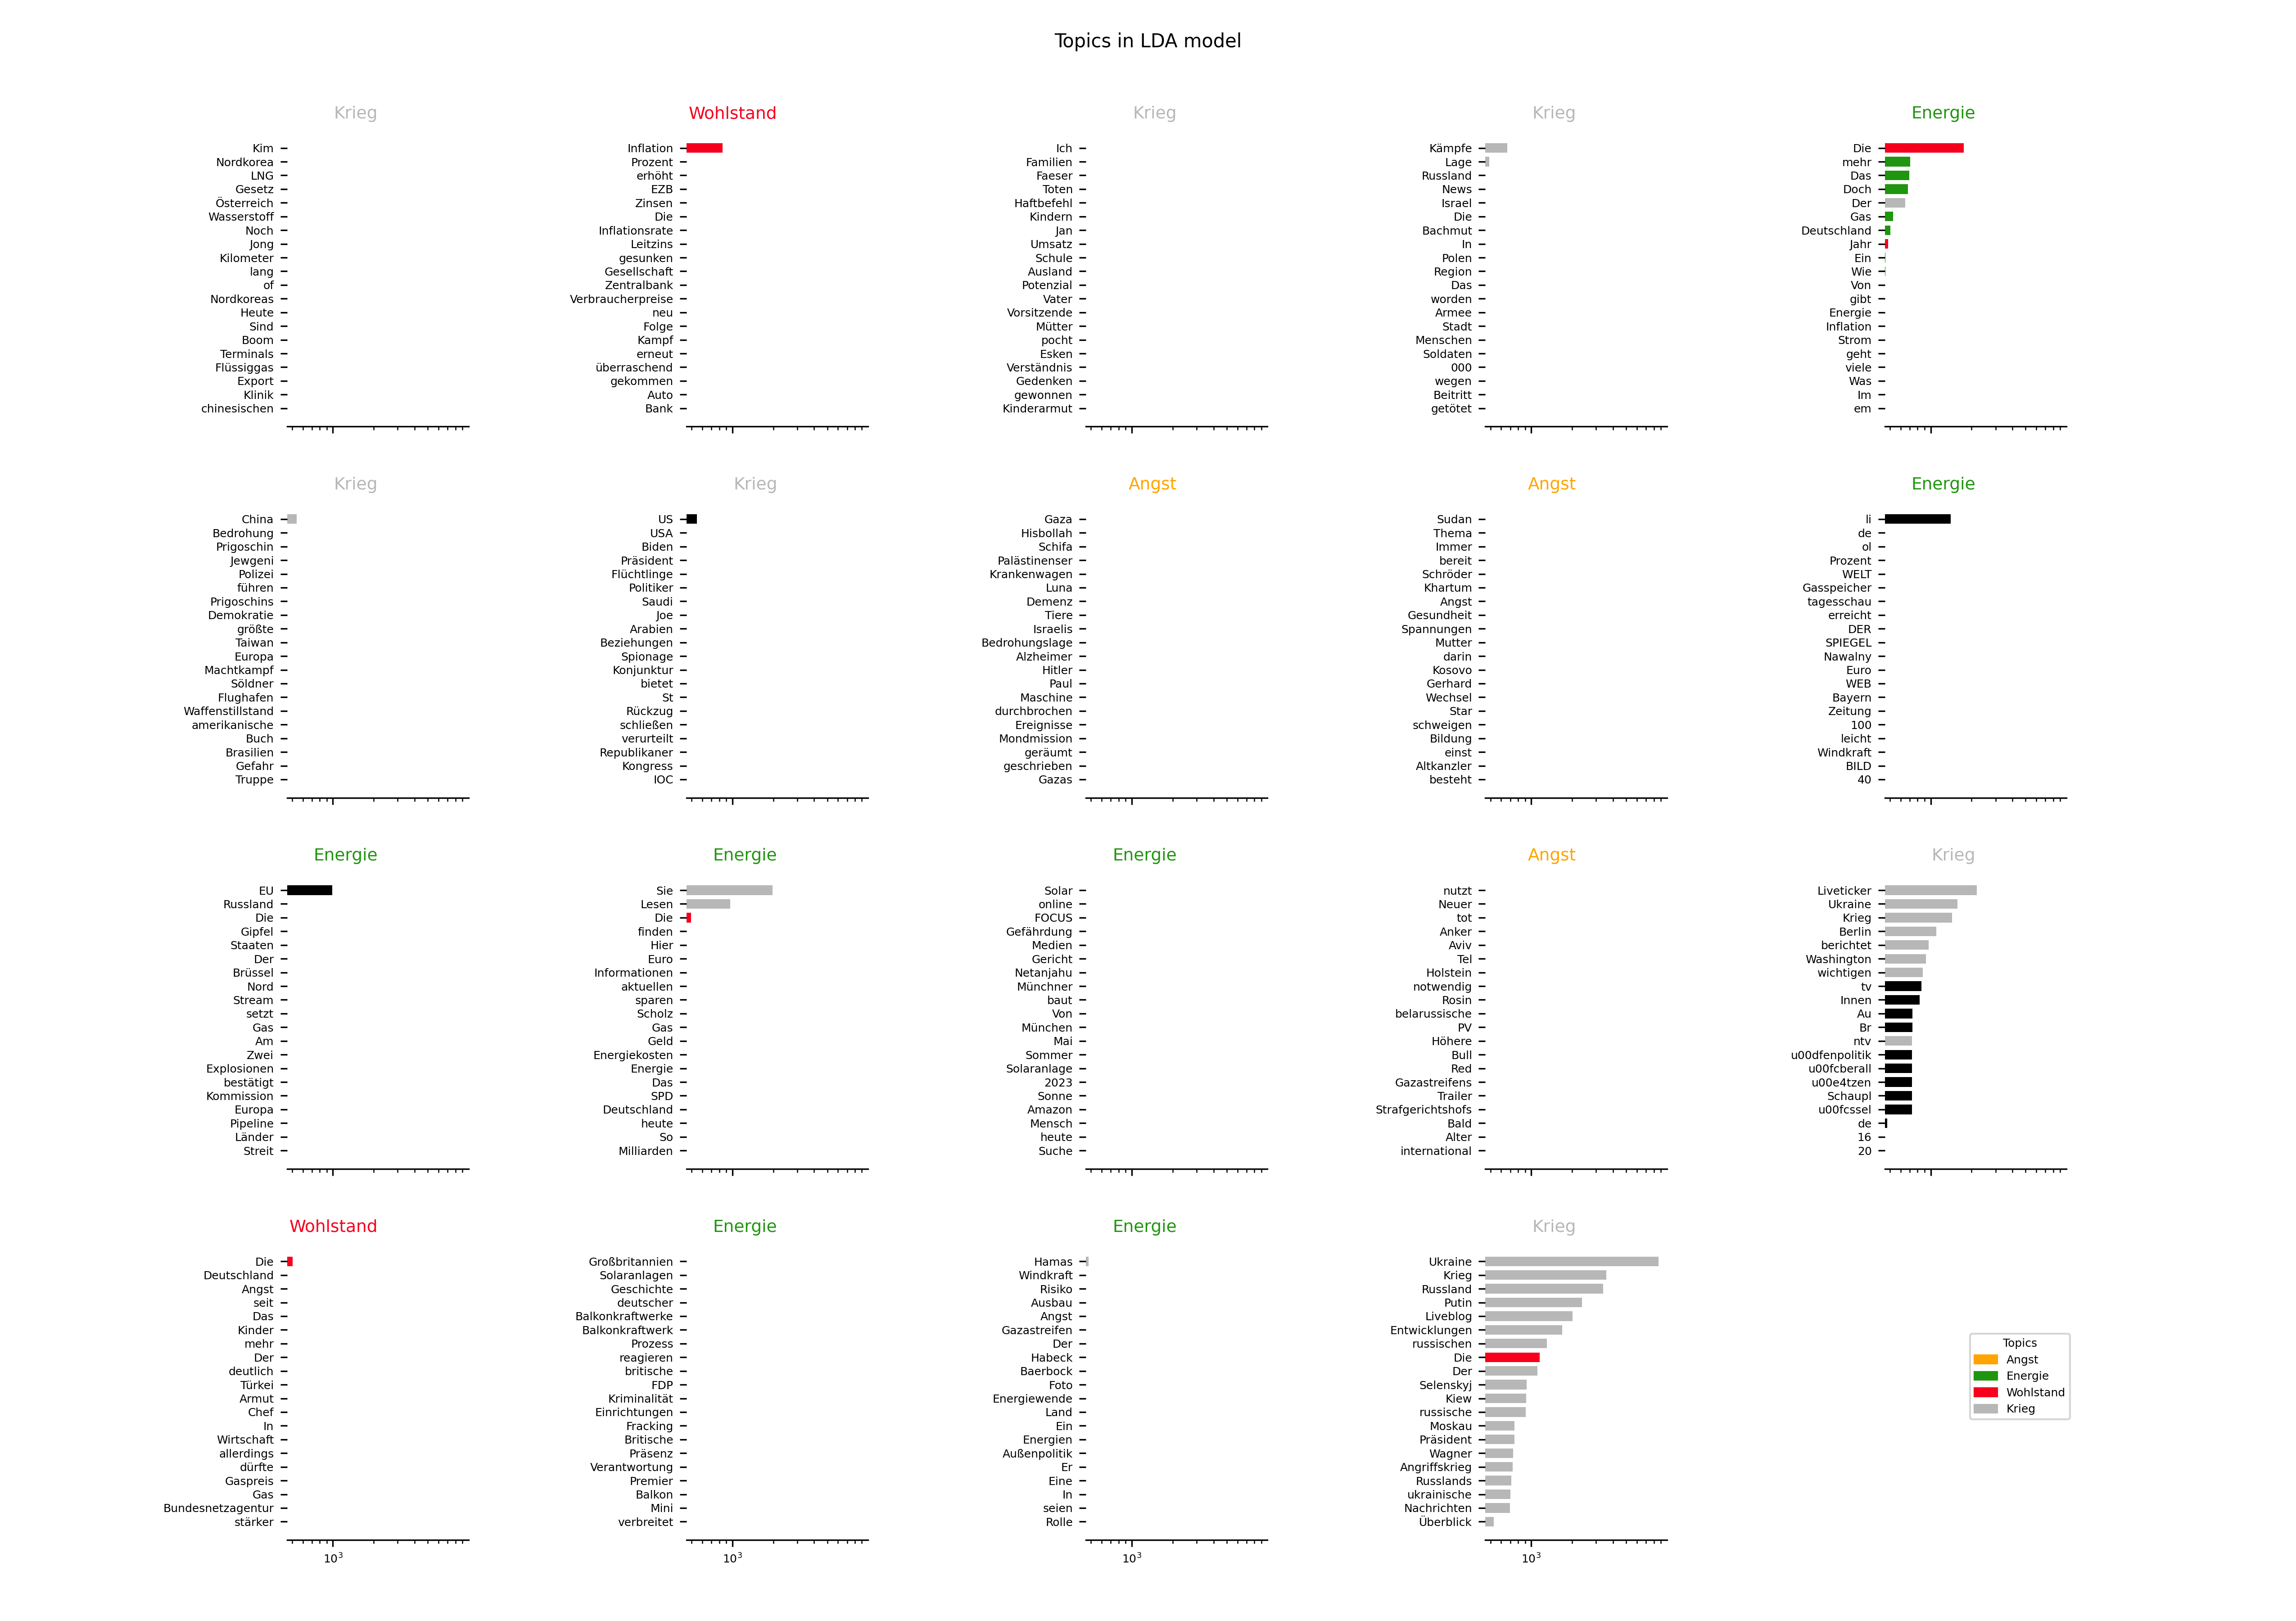 Topics in LDA model
Krieg
Kim
Nordkorea
LNG
Gesetz
Österreich
Wasserstoff
Noch
Jong
Kilometer
lang
of
Nordkoreas
Heute
Sind
Boom
Terminals
Flüssiggas
Export
Klinik
chinesischen
Wohlstand
Inflation
Prozent
erhöht
EZB
Zinsen
Die
Inflationsrate
Leitzins
gesunken
Gesellschaft
Zentralbank
Verbraucherpreise
neu
Folge
Kampf
erneut
überraschend
gekommen
Auto
Bank
Krieg
Ich
Familien
Faeser
Toten
Haftbefehl
Kindern
Jan
Umsatz
Schule
Ausland
Potenzial
Vater
Vorsitzende
Mütter
pocht
Esken
Verständnis
Gedenken
gewonnen
Kinderarmut
Krieg
Kämpfe
Lage
Russland
News
Israel
Die
Bachmut
In
Polen
Region
Das
worden
Armee
Stadt
Menschen
Soldaten
000
wegen
Beitritt
getötet
Energie
Die
mehr
Das
Doch
Der
Gas
Deutschland
Jahr
Ein
Wie
Von
gibt
Energie
Inflation
Strom
geht
viele
Was
Im
em
Krieg
China
Bedrohung
Prigoschin
Jewgeni
Polizei
führen
Prigoschins
Demokratie
größte
Taiwan
Europa
Machtkampf
Söldner
Flughafen
Waffenstillstand
amerikanische
Buch
Brasilien
Gefahr
Truppe
Krieg
US
USA
Biden
Präsident
Flüchtlinge
Politiker
Saudi
Joe
Arabien
Beziehungen
Spionage
Konjunktur
bietet
St
Rückzug
schließen
verurteilt
Republikaner
Kongress
IOC
Angst
Gaza
Hisbollah
Schifa
Palästinenser
Krankenwagen
Luna
Demenz
Tiere
Israelis
Bedrohungslage
Alzheimer
Hitler
Paul
Maschine
durchbrochen
Ereignisse
Mondmission
geräumt
geschrieben
Gazas
Angst
Sudan
Thema
Immer
bereit
Schröder
Khartum
Angst
Gesundheit
Spannungen
Mutter
darin
Kosovo
Gerhard
Wechsel
Star
schweigen
Bildung
einst
Altkanzler
besteht
Energie
li
de
ol
Prozent
WELT
Gasspeicher
tagesschau
erreicht
DER
SPIEGEL
Nawalny
Euro
WEB
Bayern
Zeitung
100
leicht
Windkraft
BILD
40
Energie
EU
Russland
Die
Gipfel
Staaten
Der
Brüssel
Nord
Stream
setzt
Gas
Am
Zwei
Explosionen
bestätigt
Kommission
Europa
Pipeline
Länder
Streit
Energie
Sie
Lesen
Die
finden
Hier
Euro
Informationen
aktuellen
sparen
Scholz
Gas
Geld
Energiekosten
Energie
Das
SPD
Deutschland
heute
So
Milliarden
Energie
Solar
online
FOCUS
Gefährdung
Medien
Gericht
Netanjahu
Münchner
baut
Von
München
Mai
Sommer
Solaranlage
2023
Sonne
Amazon
Mensch
heute
Suche
Angst
nutzt
Neuer
tot
Anker
Aviv
Tel
Holstein
notwendig
Rosin
belarussische
PV
Höhere
Bull
Red
Gazastreifens
Trailer
Strafgerichtshofs
Bald
Alter
international
Krieg
Liveticker
Ukraine
Krieg
Berlin
berichtet
Washington
wichtigen
tv
Innen
Au
Br
ntv
u00dfenpolitik
u00fcberall
u00e4tzen
Schaupl
u00fcssel
de
16
20
Wohlstand
Die
Deutschland
Angst
seit
Das
Kinder
mehr
Der
deutlich
Türkei
Armut
Chef
In
Wirtschaft
allerdings
dürfte
Gaspreis
Gas
Bundesnetzagentur
stärker
10³
Energie
Großbritannien
Solaranlagen
Geschichte
deutscher
Balkonkraftwerke
Balkonkraftwerk
Prozess
reagieren
britische
FDP
Kriminalität
Einrichtungen
Fracking
Britische
Präsenz
Verantwortung
Premier
Balkon
Mini
verbreitet
10³
Energie
Hamas
Windkraft
Risiko
Ausbau
Angst
Gazastreifen
Der
Habeck
Baerbock
Foto
Energiewende
Land
Ein
Energien
Außenpolitik
Er
Eine
In
seien
Rolle
10³
Krieg
Ukraine
Krieg
Russland
Putin
Liveblog
Entwicklungen
russischen
Die
Der
Selenskyj
Kiew
russische
Moskau
Präsident
Wagner
Angriffskrieg
Russlands
ukrainische
Nachrichten
Überblick
10³
Topics
Angst
Energie
Wohlstand
Krieg